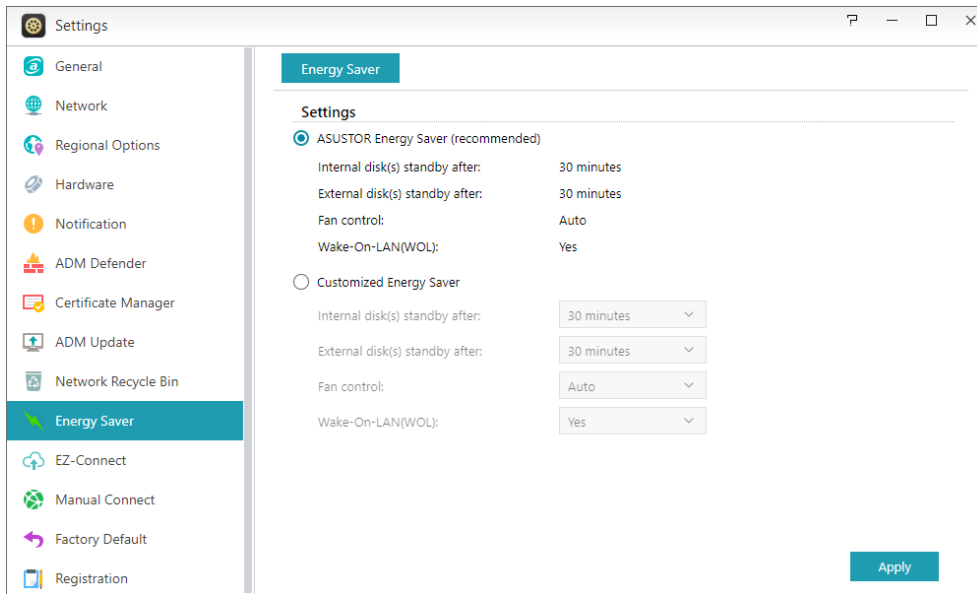 Settings
General
Network
Regional Options
Hardware
Notification
ADM Defender
Certificate Manager
ADM Update
Network Recycle Bin
Energy Saver
EZ-Connect
Manual Connect
Factory Default
Registration
Energy Saver
Settings
ASUSTOR Energy Saver (recommended)
Internal disk(s) standby after: 30 minutes
External disk(s) standby after: 30 minutes
Fan control: Auto
Wake-On-LAN(WOL): Yes
Customized Energy Saver
Internal disk(s) standby after: 30 minutes
External disk(s) standby after: 30 minutes
Fan control: Auto
Wake-On-LAN(WOL): Yes
Apply